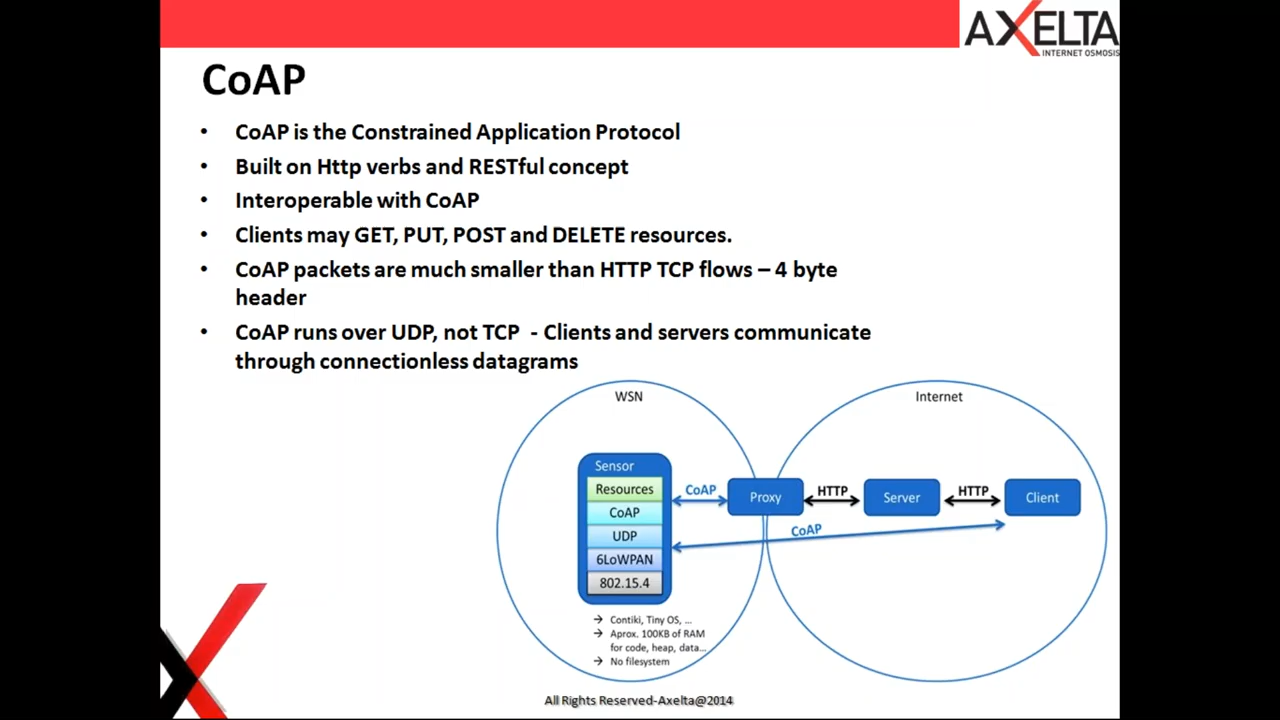 AXELTA
INTERNET OSMOSIS
CoAP
• CoAP is the Constrained Application Protocol
• Built on Http verbs and RESTful concept
• Interoperable with CoAP
• Clients may GET, PUT, POST and DELETE resources.
• CoAP packets are much smaller than HTTP TCP flows – 4 byte
header
• CoAP runs over UDP, not TCP - Clients and servers communicate
through connectionless datagrams
WSN
Internet
Sensor
Resources
CoAP
UDP
6LoWPAN
802.15.4
CoAP
Proxy
HTTP
Server
HTTP
Client
CoAP
→ Contiki, Tiny OS, ...
→ Aprox. 100KB of RAM
for code, heap, data...
→ No filesystem
All Rights Reserved-Axelta@2014